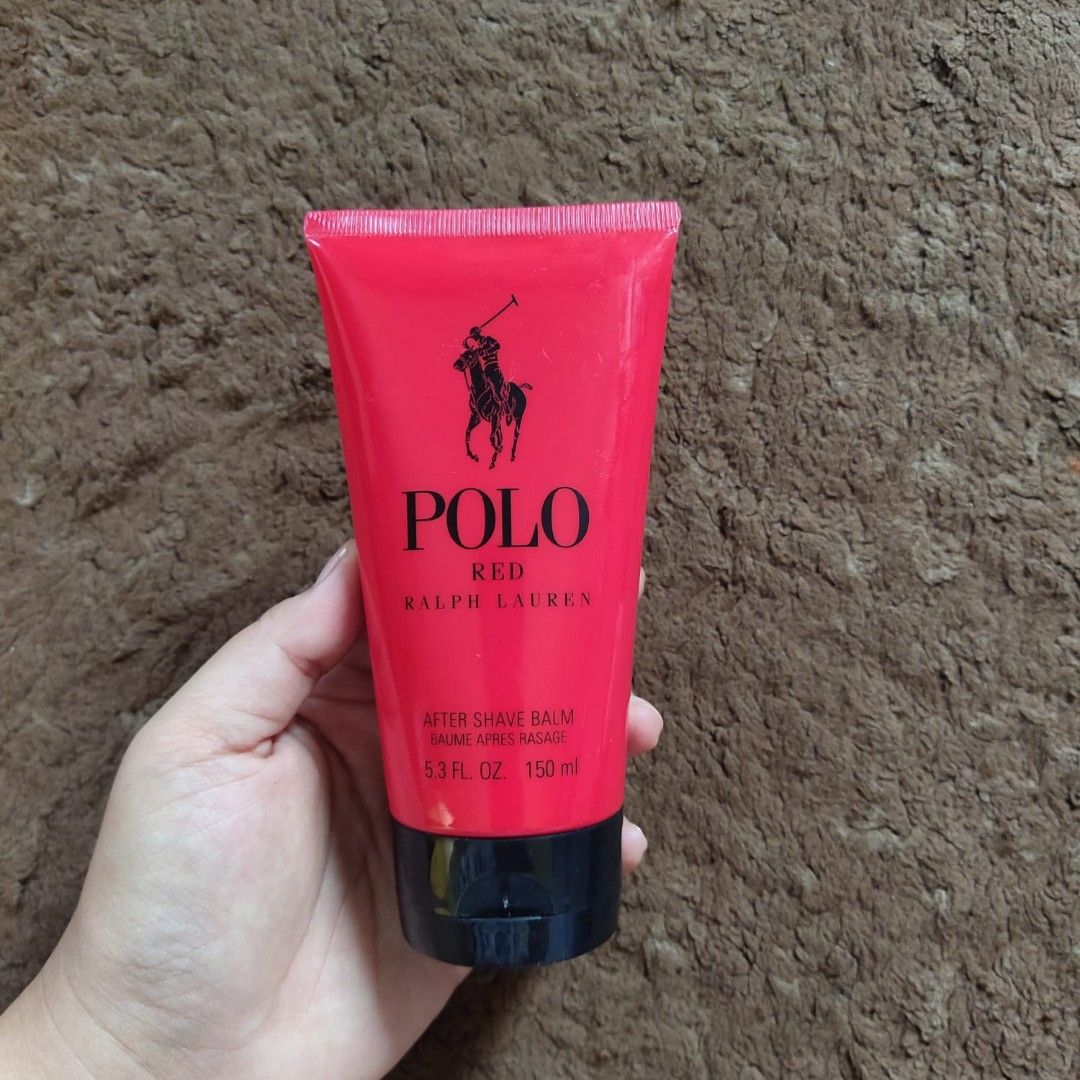 POLO
RED
RALPH LAUREN
AFTER SHAVE BALM
BAUME APRES RASAGE
5.3 FL. OZ. 150 ml